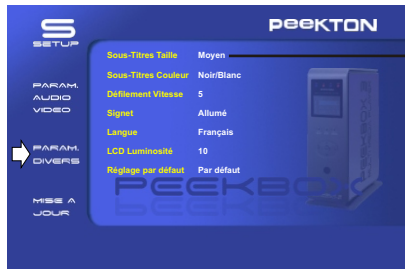 S
SETUP
PEEKTON
Sous-Titres Taille Moyen
Sous-Titres Couleur Noir/Blanc
Défilement Vitesse 5
Signet Allumé
Langue Français
LCD Luminosité 10
Réglage par défaut Par défaut
PARAM.
AUDIO
VIDEO
PARAM.
DIVERS
MISE A
JOUR
PEEKBOX